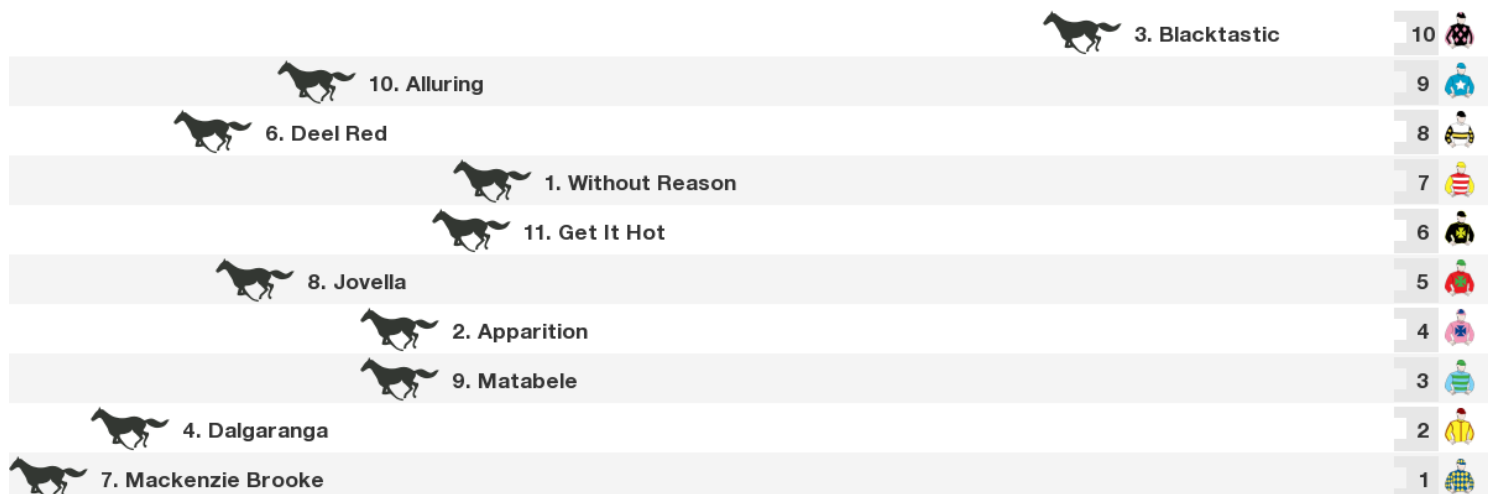 3. Blacktastic 10
10. Alluring 9
6. Deel Red 8
1. Without Reason 7
11. Get It Hot 6
8. Jovella 5
2. Apparition 4
9. Matabele 3
4. Dalgaranga 2
7. Mackenzie Brooke 1